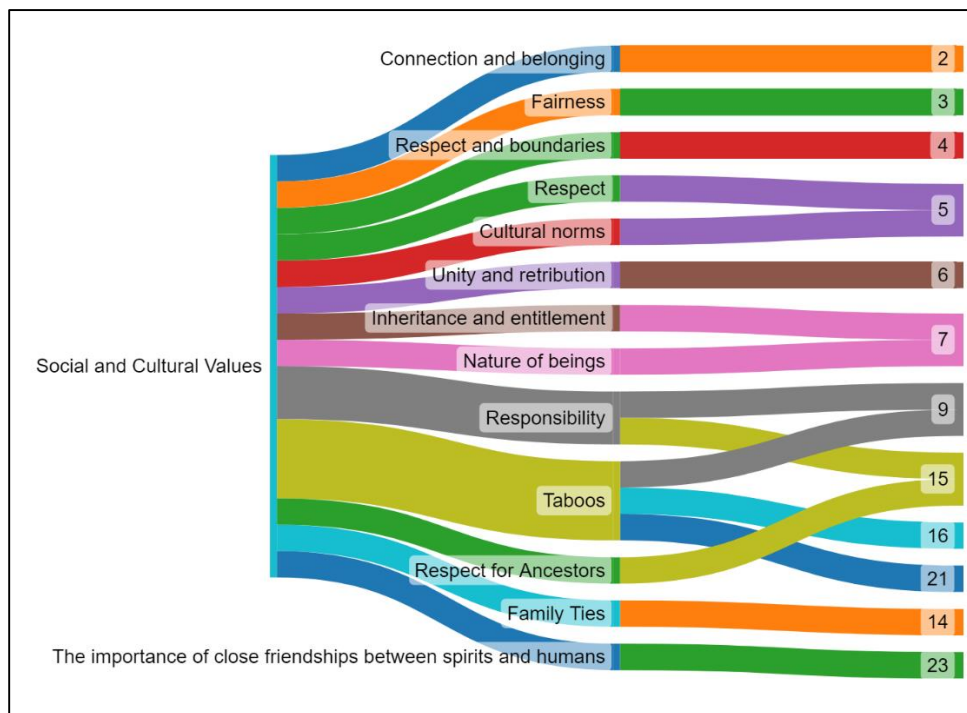 Social and Cultural Values
Connection and belonging
Fairness
Respect and boundaries
Respect
Cultural norms
Unity and retribution
Inheritance and entitlement
Nature of beings
Responsibility
Taboos
Respect for Ancestors
Family Ties
The importance of close friendships between spirits and humans
2
3
4
5
6
7
9
15
16
21
14
23